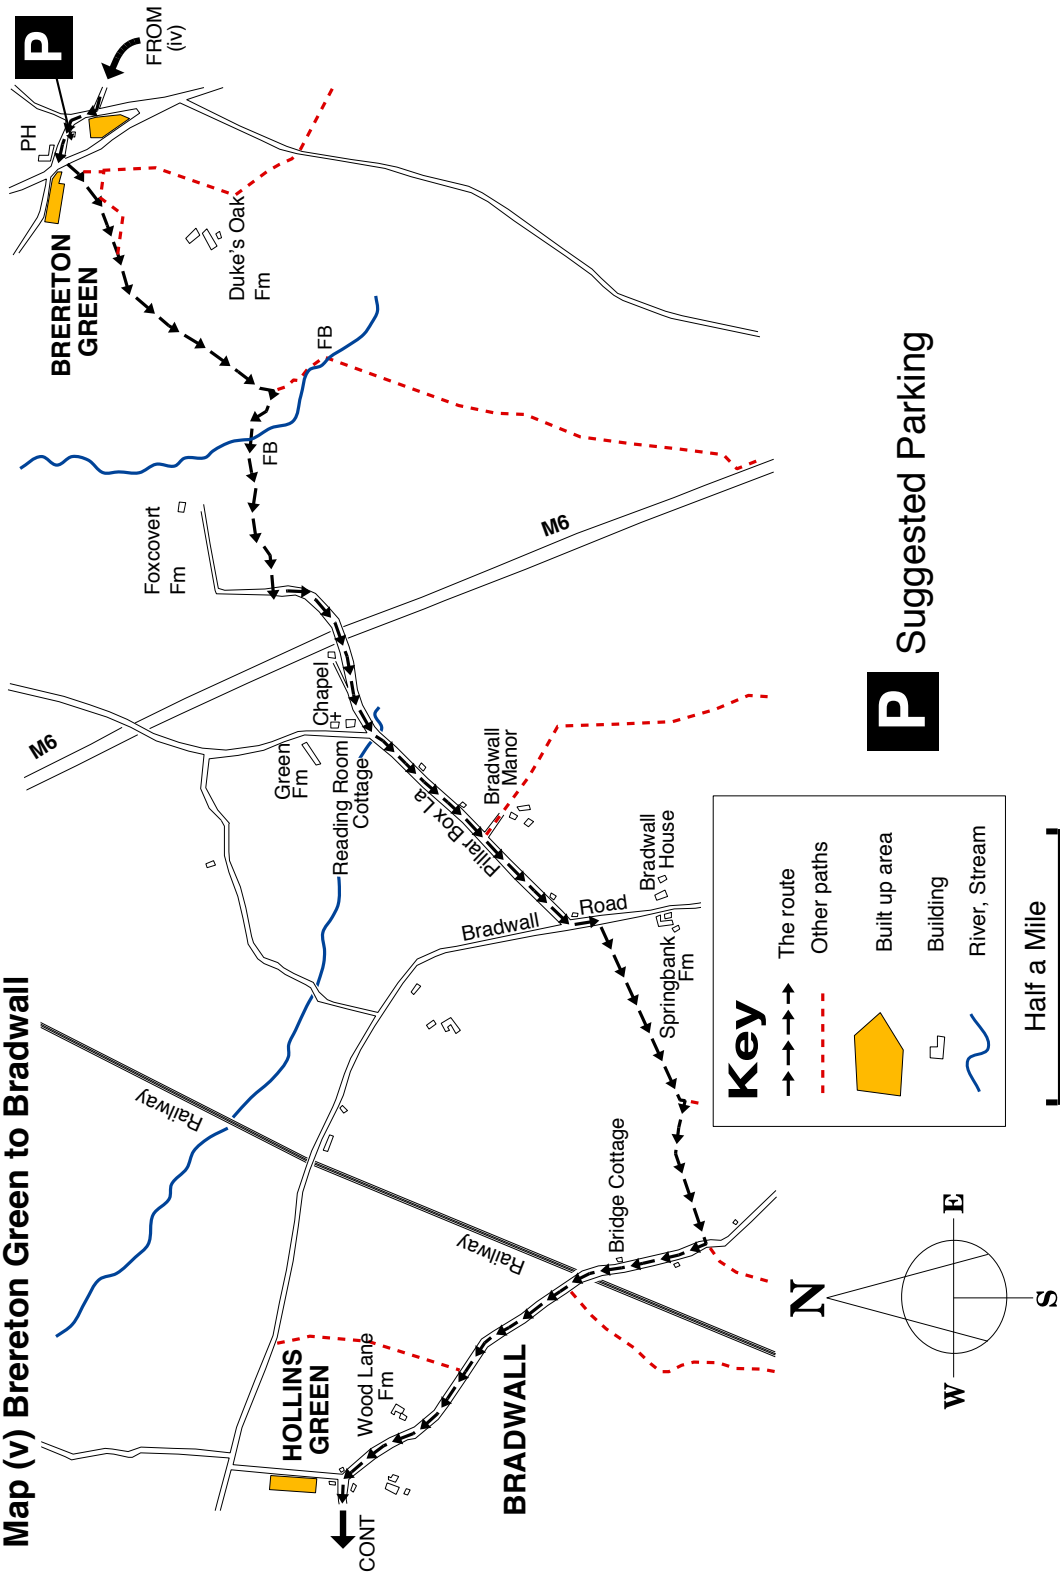 Map (v) Brereton Green to Bradwall
P
FROM
(iv)
PH
BRERETON
GREEN
Duke's Oak
Fm
FB
FB
Foxcovert
Fm
M6
M6
Chapel
Green
Fm
Reading Room
Cottage
Pillar Box La
Bradwall
Manor
Bradwall
Road
Bradwall
House
Springbank
Fm
Railway
Railway
Bridge Cottage
HOLLINS
GREEN
Wood Lane
Fm
BRADWALL
CONT
P
Suggested Parking
Key
The route
Other paths
Built up area
Building
River, Stream
Half a Mile
N
W
E
S